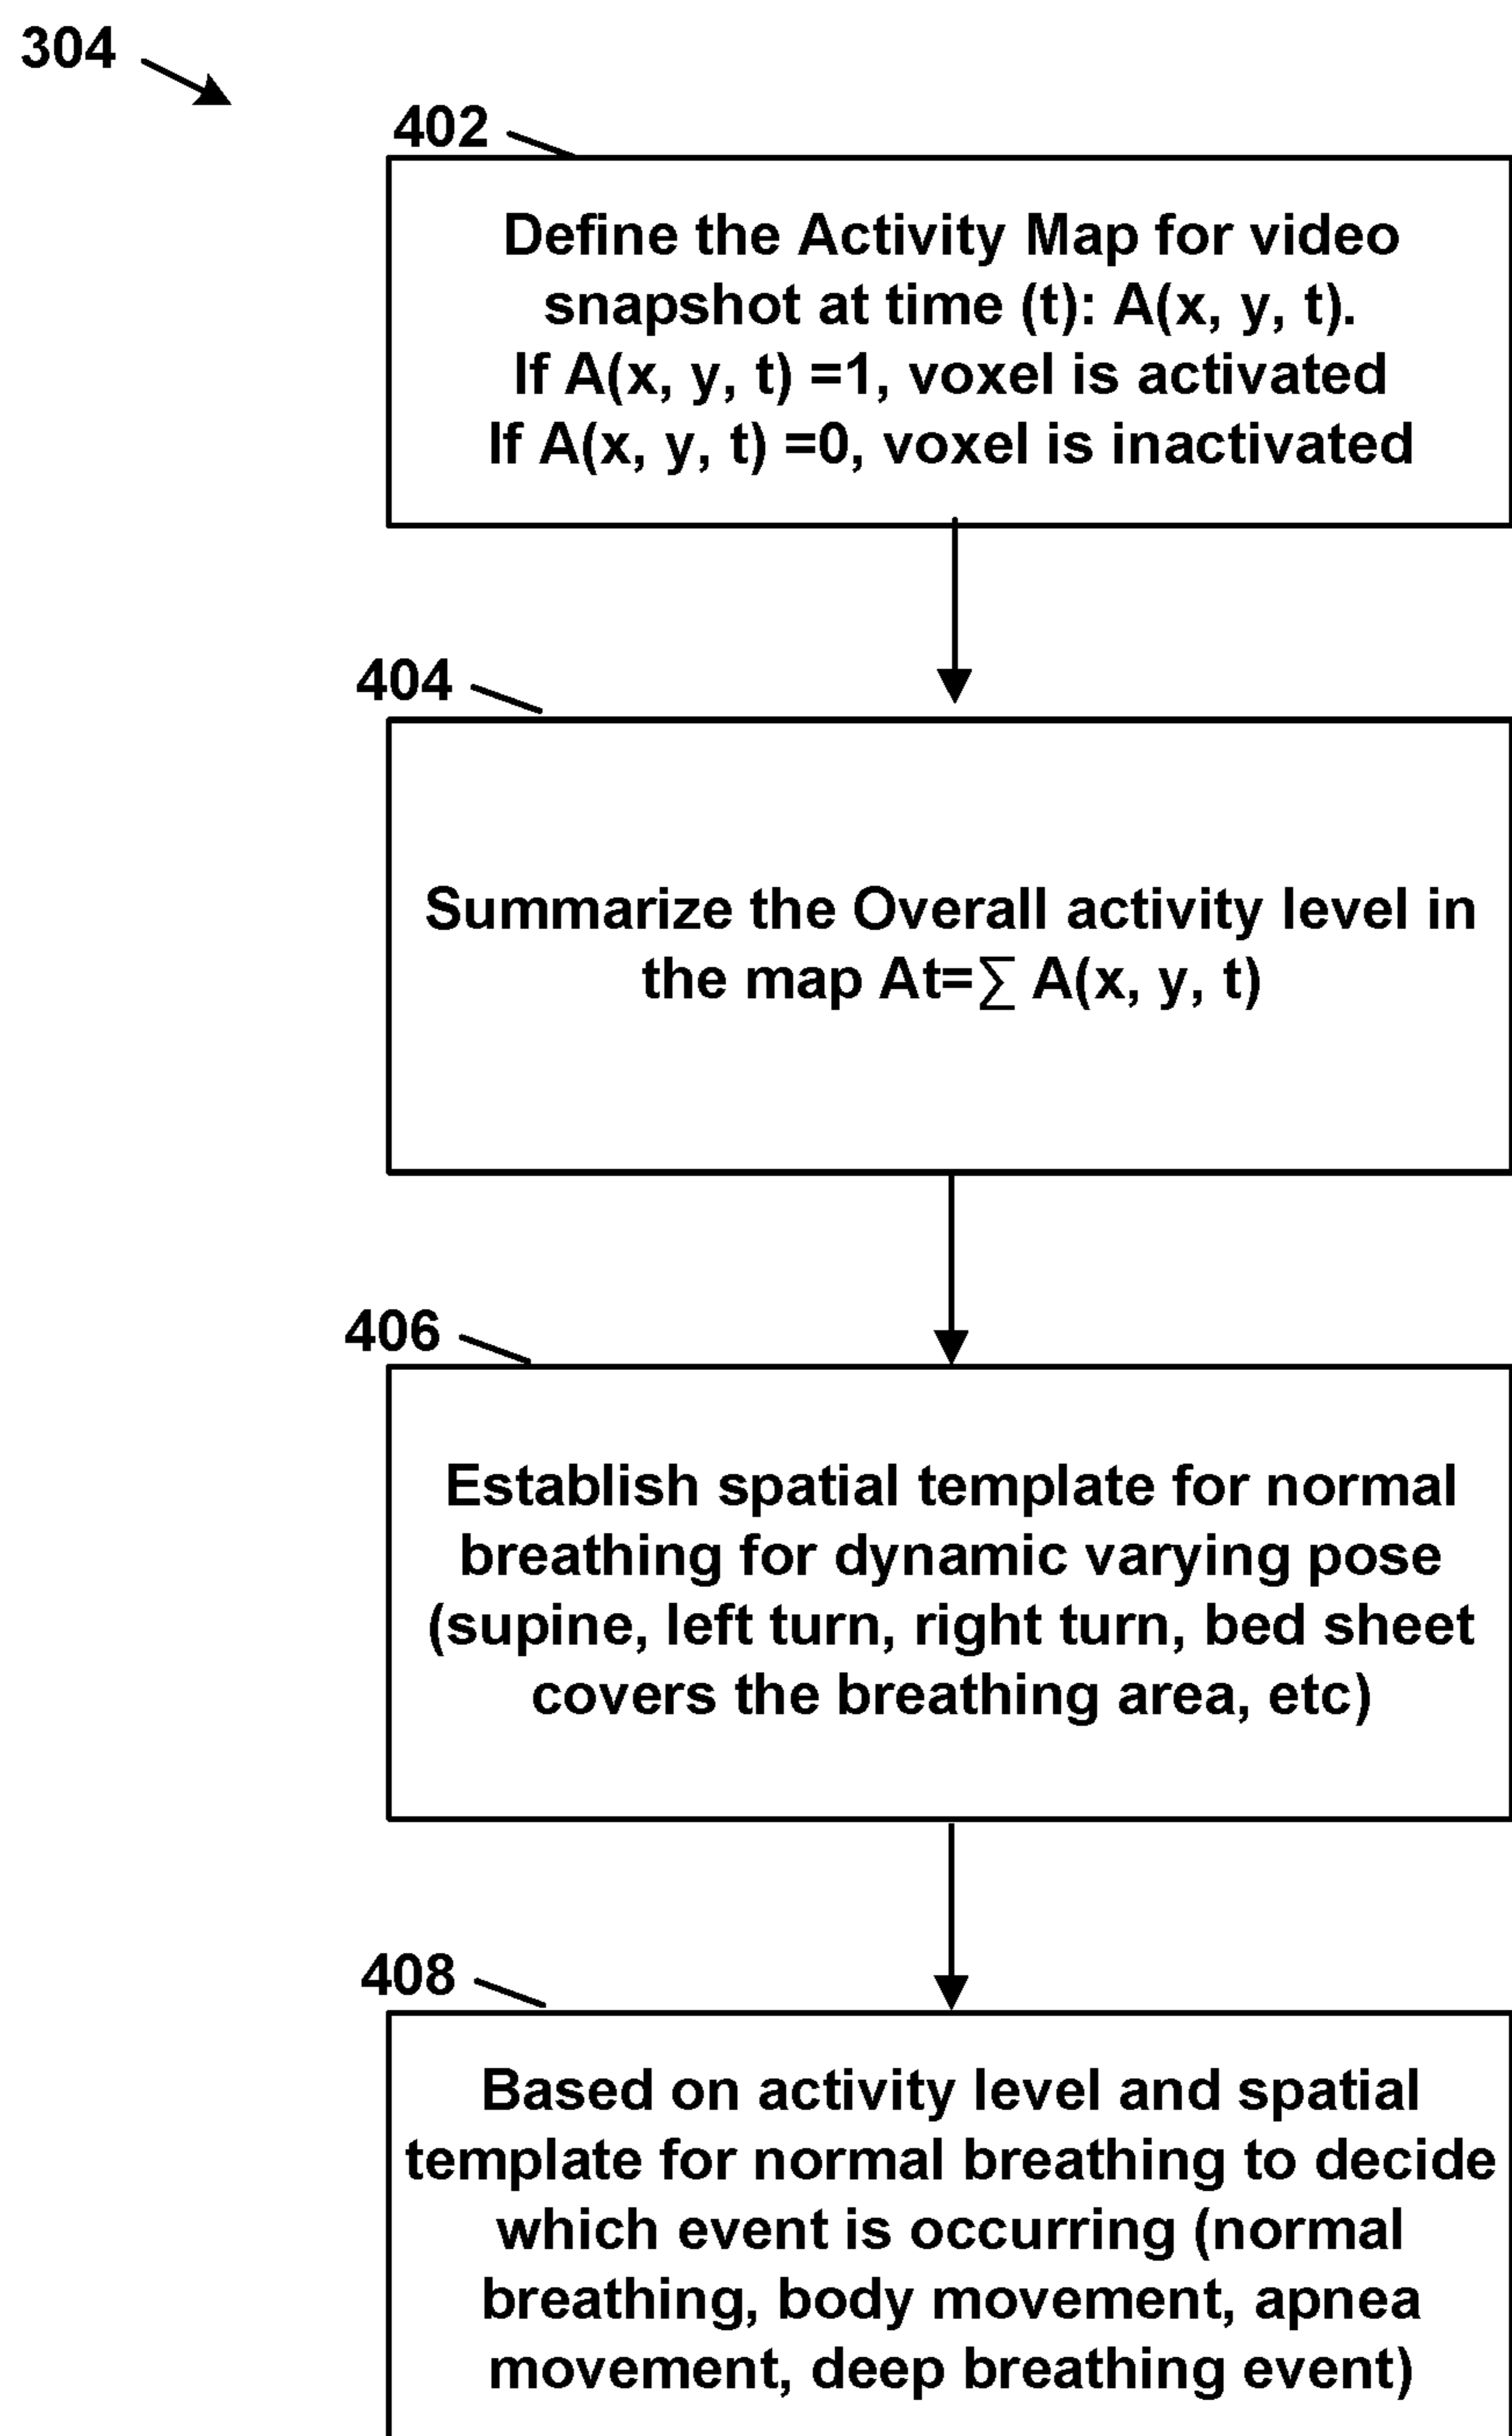 304
402
Define the Activity Map for video
snapshot at time (t): A(x, y, t).
If A(x, y, t) =1, voxel is activated
If A(x, y, t) =0, voxel is inactivated
404
Summarize the Overall activity level in
the map At=∑ A(x, y, t)
406
Establish spatial template for normal
breathing for dynamic varying pose
(supine, left turn, right turn, bed sheet
covers the breathing area, etc)
408
Based on activity level and spatial
template for normal breathing to decide
which event is occurring (normal
breathing, body movement, apnea
movement, deep breathing event)